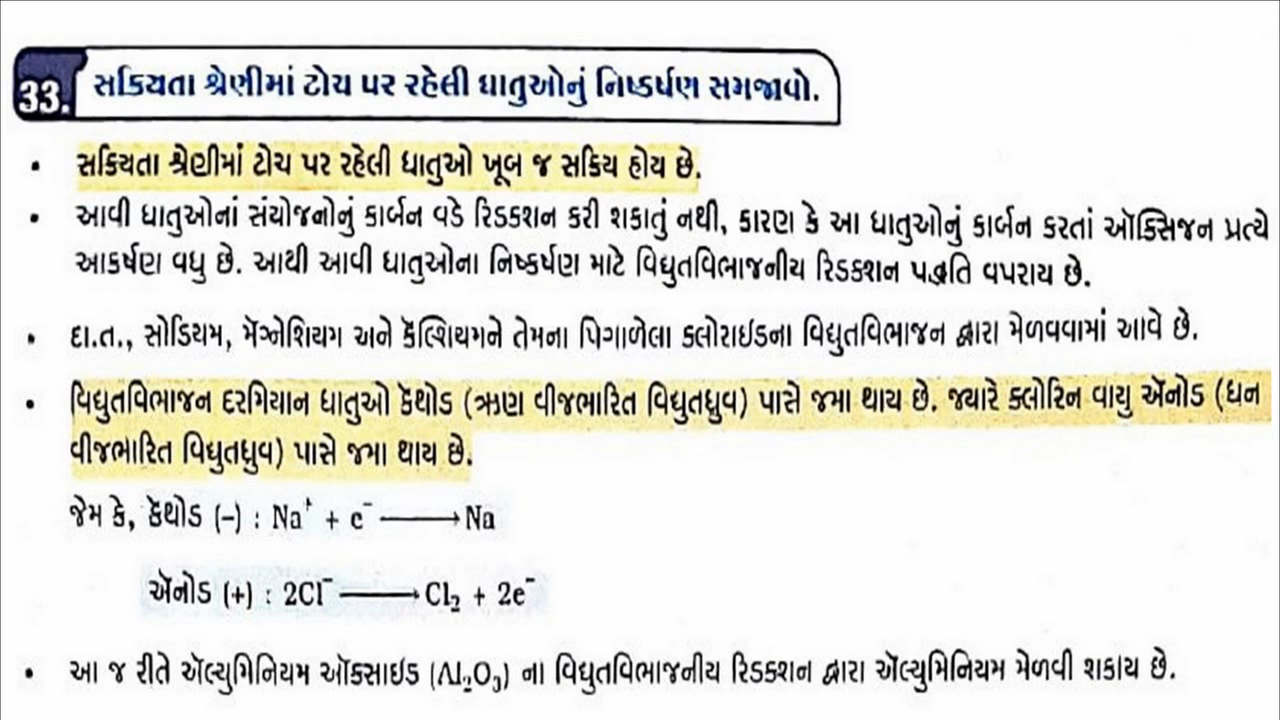 33. સક્રિયતા શ્રેણીમાં ટોચ પર રહેલી ધાતુઓનું નિષ્કર્ષણ સમજાવો.
• સક્રિયતા શ્રેણીમાં ટોચ પર રહેલી ધાતુઓ ખૂબ જ સક્રિય હોય છે.
• આવી ધાતુઓનાં સંયોજનોનું કાર્બન વડે રિડક્શન કરી શકાતું નથી, કારણ કે આ ધાતુઓનું કાર્બન કરતાં ઑક્સિજન પ્રત્યે
આકર્ષણ વધુ છે. આથી આવી ધાતુઓના નિષ્કર્ષણ માટે વિદ્યુતવિભાજનીય રિડક્શન પદ્ધતિ વપરાય છે.
• દા.ત., સોડિયમ, મૅગ્નેશિયમ અને કૅલ્શિયમને તેમના પિગાળેલા ક્લોરાઇડના વિદ્યુતવિભાજન દ્વારા મેળવવામાં આવે છે.
• વિદ્યુતવિભાજન દરમિયાન ધાતુઓ કૅથોડ (ઋણ વીજભારિત વિદ્યુતધ્રુવ) પાસે જમા થાય છે. જ્યારે ક્લોરિન વાયુ ઍનોડ (ધન
વીજભારિત વિદ્યુતધ્રુવ) પાસે જમા થાય છે.
જેમ કે, કૅથોડ (–) : Na⁺ + e⁻ ⟶ Na
ઍનોડ (+) : 2Cl⁻ ⟶ Cl₂ + 2e⁻
• આ જ રીતે ઍલ્યુમિનિયમ ઑક્સાઇડ (Al₂O₃) ના વિદ્યુતવિભાજનીય રિડક્શન દ્વારા ઍલ્યુમિનિયમ મેળવી શકાય છે.